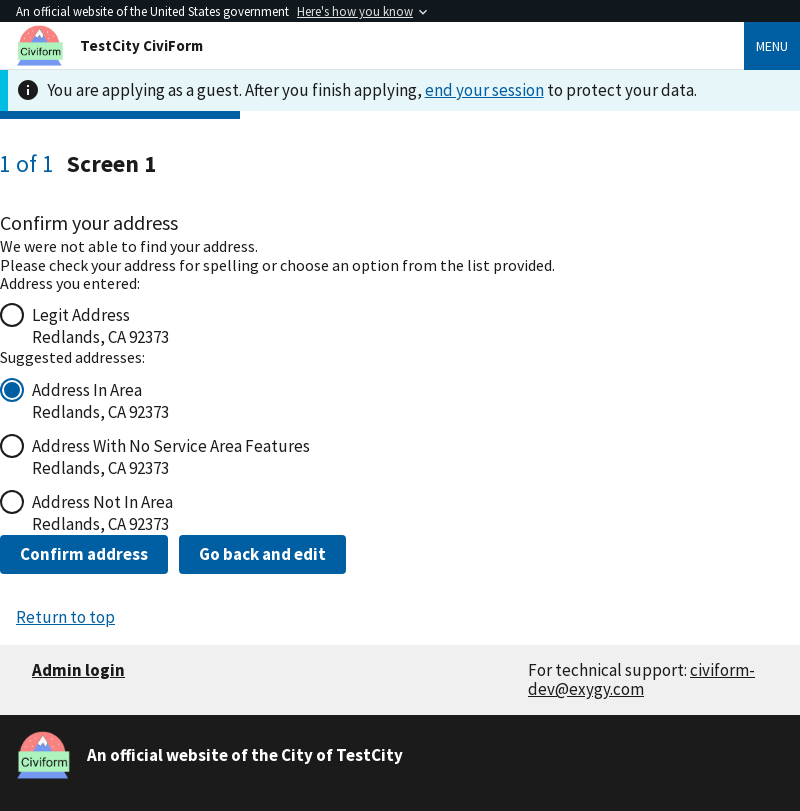 An official website of the United States government Here's how you know
Civiform
TestCity CiviForm
MENU
You are applying as a guest. After you finish applying, end your session to protect your data.
1 of 1 Screen 1
Confirm your address
We were not able to find your address.
Please check your address for spelling or choose an option from the list provided.
Address you entered:
Legit Address
Redlands, CA 92373
Suggested addresses:
Address In Area
Redlands, CA 92373
Address With No Service Area Features
Redlands, CA 92373
Address Not In Area
Redlands, CA 92373
Confirm address
Go back and edit
Return to top
Admin login
For technical support: civiform-
dev@exygy.com
Civiform
An official website of the City of TestCity